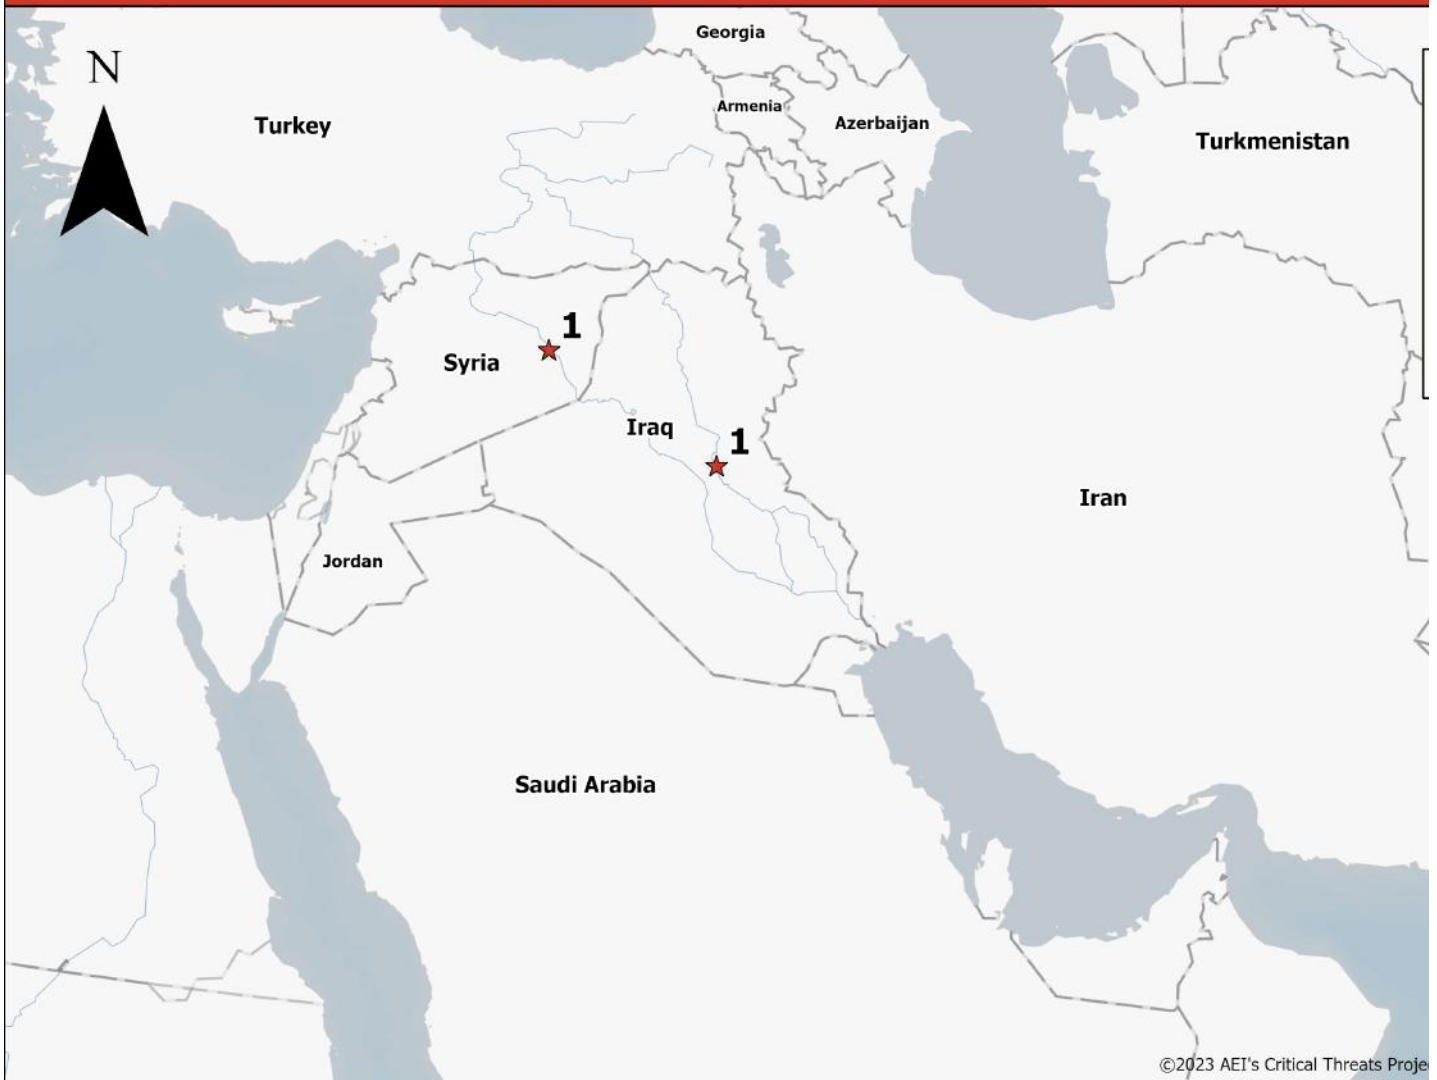 Georgia
N
Armenia
Turkey
Azerbaijan
Turkmenistan
1
Syria
Iraq
1
Iran
Jordan
Saudi Arabia
©2023 AEI's Critical Threats Proje